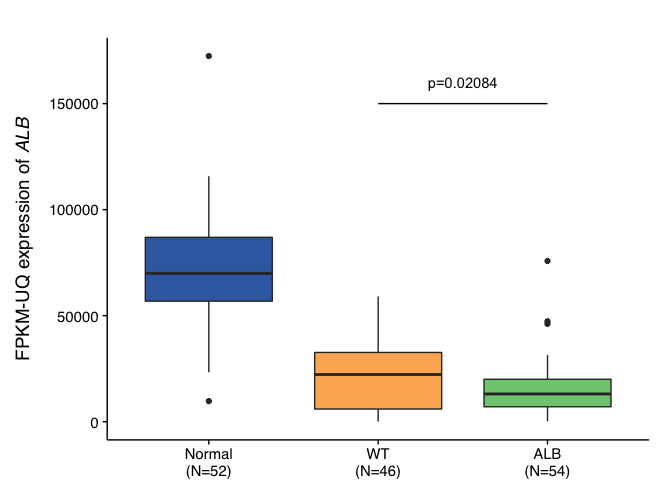 FPKM-UQ expression of ALB
150000
100000
50000
0
p=0.02084
Normal
(N=52)
WT
(N=46)
ALB
(N=54)